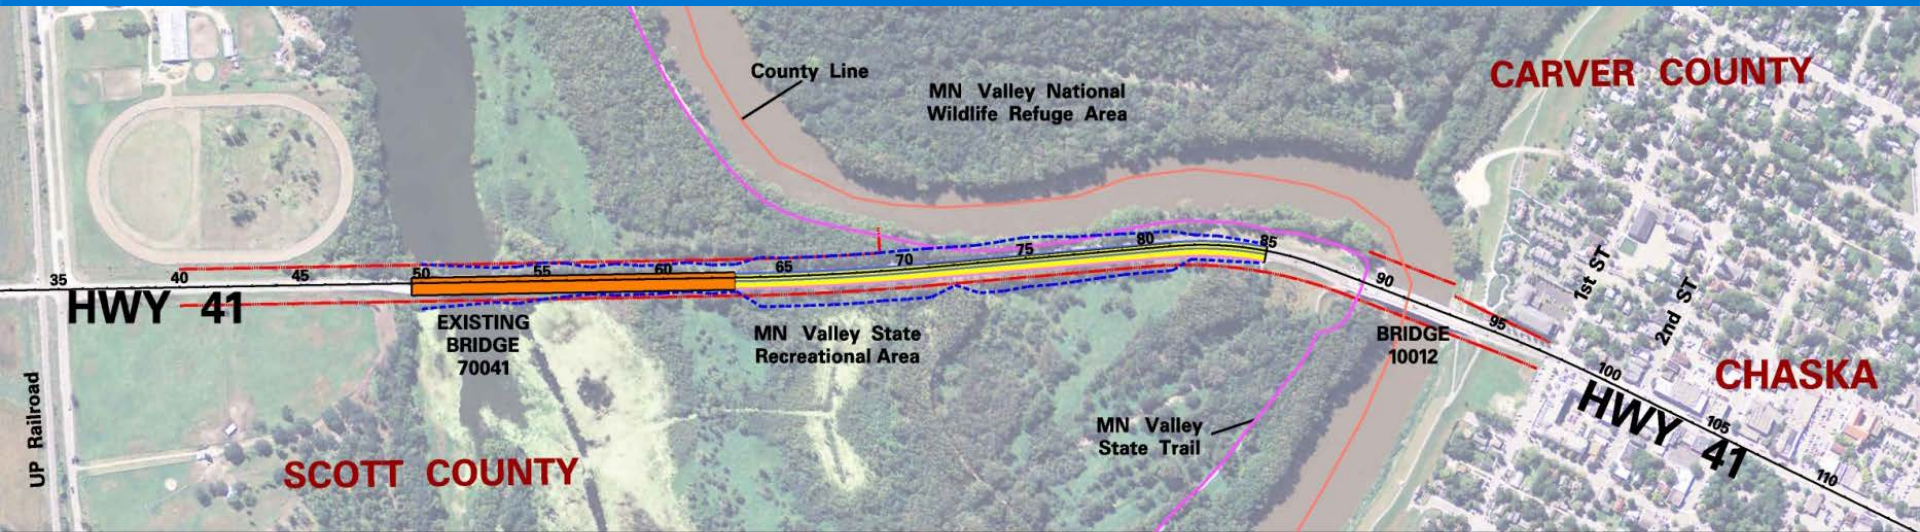 CARVER COUNTY
County Line
MN Valley National
Wildlife Refuge Area
35
40
45
50
55
60
65
70
75
80
85
90
95
100
105
110
HWY 41
EXISTING
BRIDGE
70041
MN Valley State
Recreational Area
BRIDGE
10012
1st ST
2nd ST
CHASKA
HWY 41
MN Valley
State Trail
UP Railroad
SCOTT COUNTY